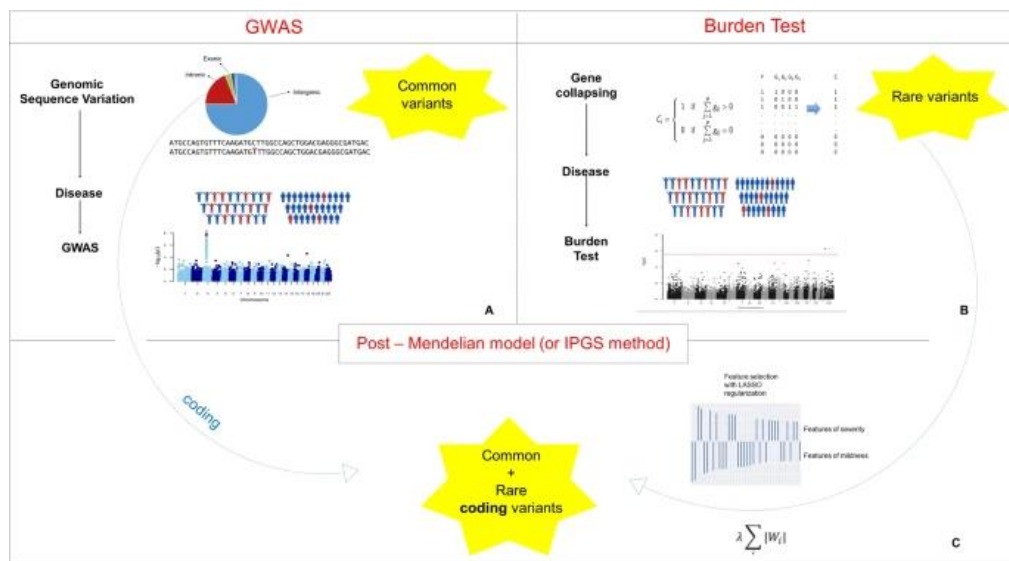 GWAS
Burden Test
Genomic
Sequence Variation
Disease
GWAS
Exonic
Intronic
Intergenic
Common
variants
ATGCCAGTGTTTCAAGATGCTTGGCCAGCTGGACGAGGGCGATGAC
ATGCCAGTGTTTCAAGATGTTTGGCCAGCTGGACGAGGGCGATGAC
Chromosome
A
Gene
collapsing
Disease
Burden
Test
Rare variants
B
Post – Mendelian model (or IPGS method)
coding
Common
+
Rare
coding variants
Feature selection
with LASSO
regularization
Features of severity
Features of mildness
λ∑|Wᵢ|
C